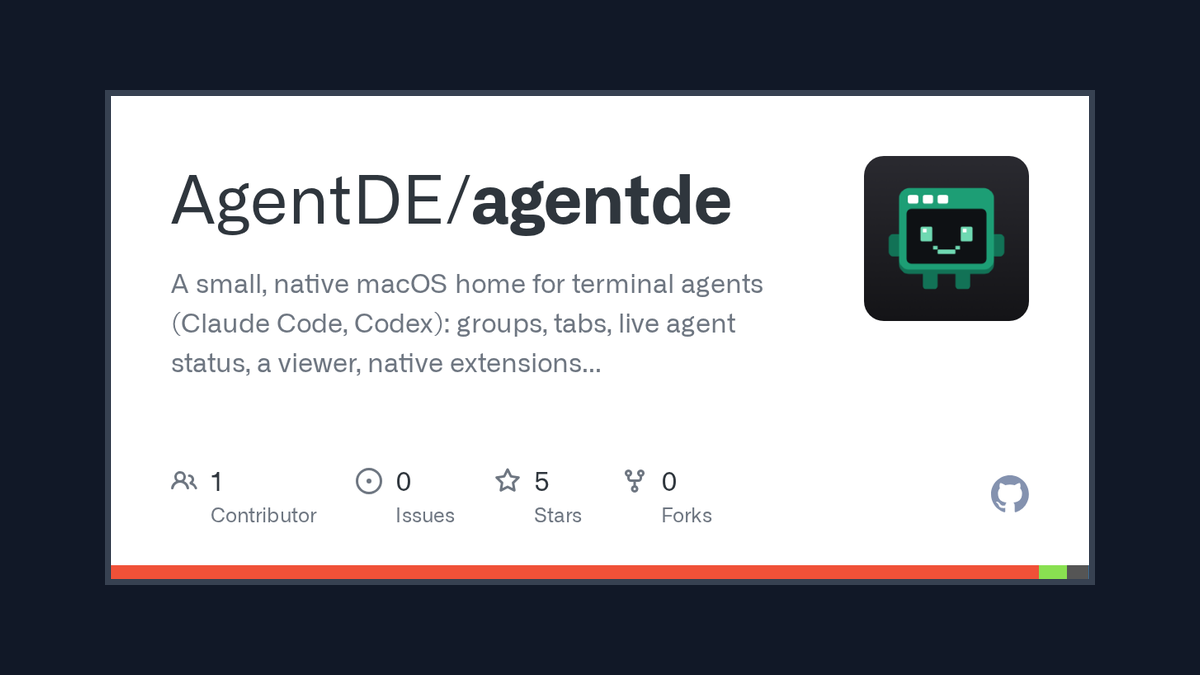 AgentDE/agentde
A small, native macOS home for terminal agents
(Claude Code, Codex): groups, tabs, live agent
status, a viewer, native extensions...
1
Contributor
0
Issues
5
Stars
0
Forks